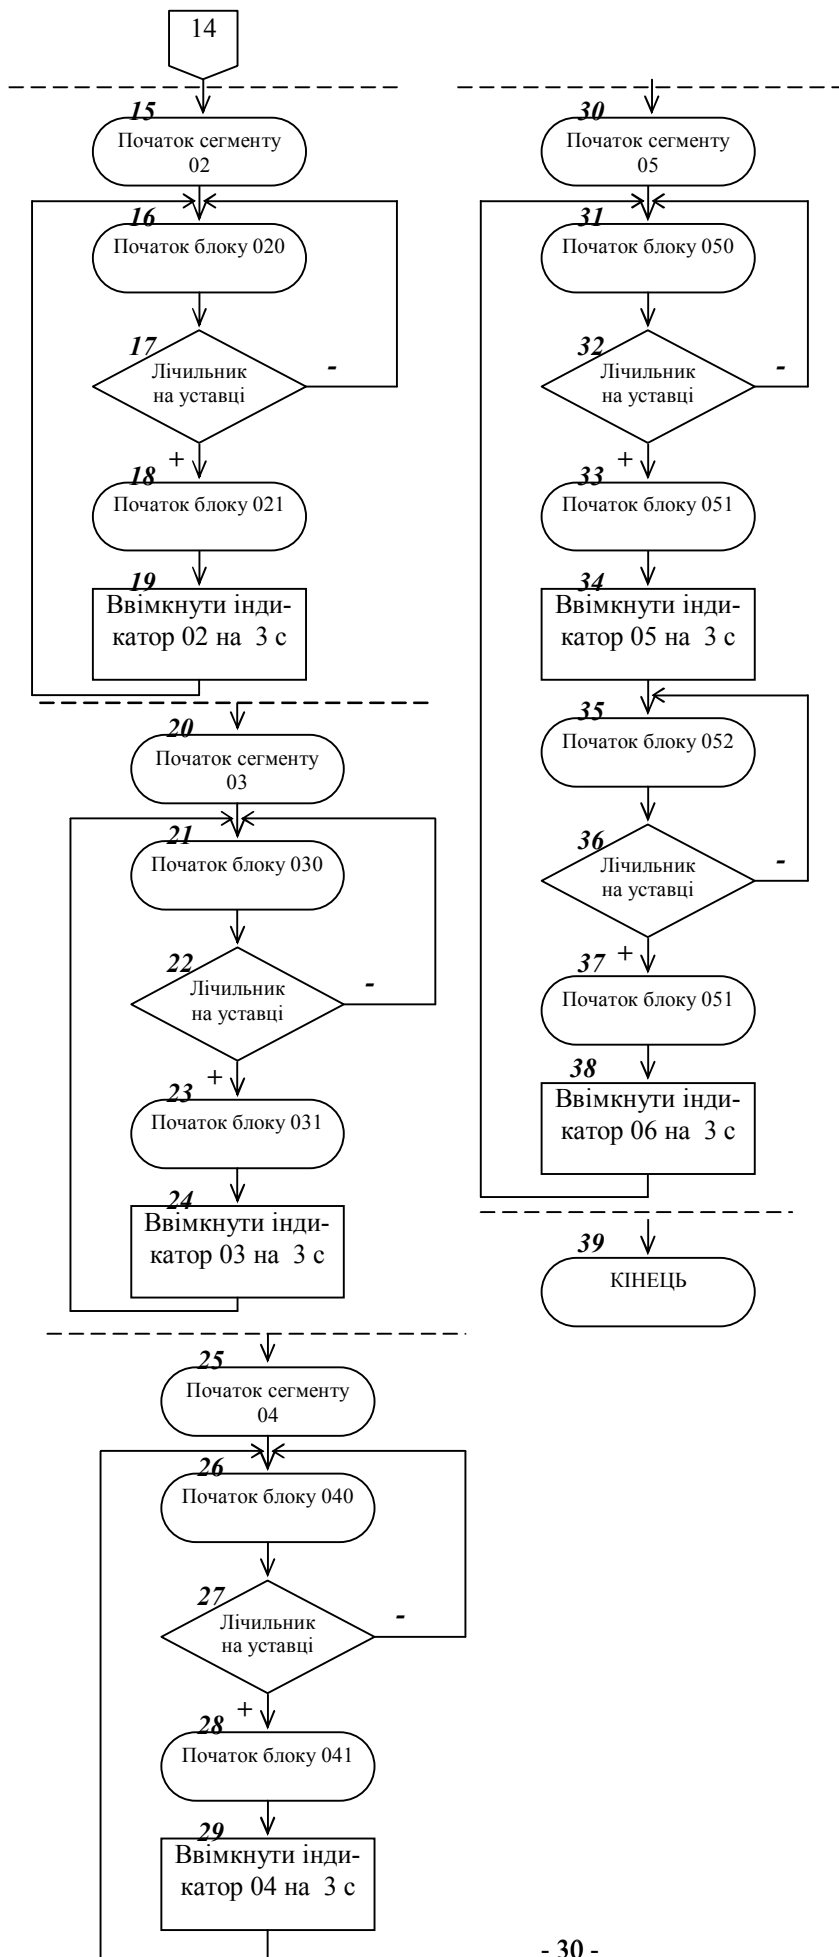 14
15
Початок сегменту
02
16
Початок блоку 020
17
Лічильник
на уставці
-
+
18
Початок блоку 021
19
Ввімкнути інди-
катор 02 на 3 с
20
Початок сегменту
03
21
Початок блоку 030
22
Лічильник
на уставці
-
+
23
Початок блоку 031
24
Ввімкнути інди-
катор 03 на 3 с
25
Початок сегменту
04
26
Початок блоку 040
27
Лічильник
на уставці
-
+
28
Початок блоку 041
29
Ввімкнути інди-
катор 04 на 3 с
30
Початок сегменту
05
31
Початок блоку 050
32
Лічильник
на уставці
-
+
33
Початок блоку 051
34
Ввімкнути інди-
катор 05 на 3 с
35
Початок блоку 052
36
Лічильник
на уставці
-
+
37
Початок блоку 051
38
Ввімкнути інди-
катор 06 на 3 с
39
КІНЕЦЬ
- 30 -